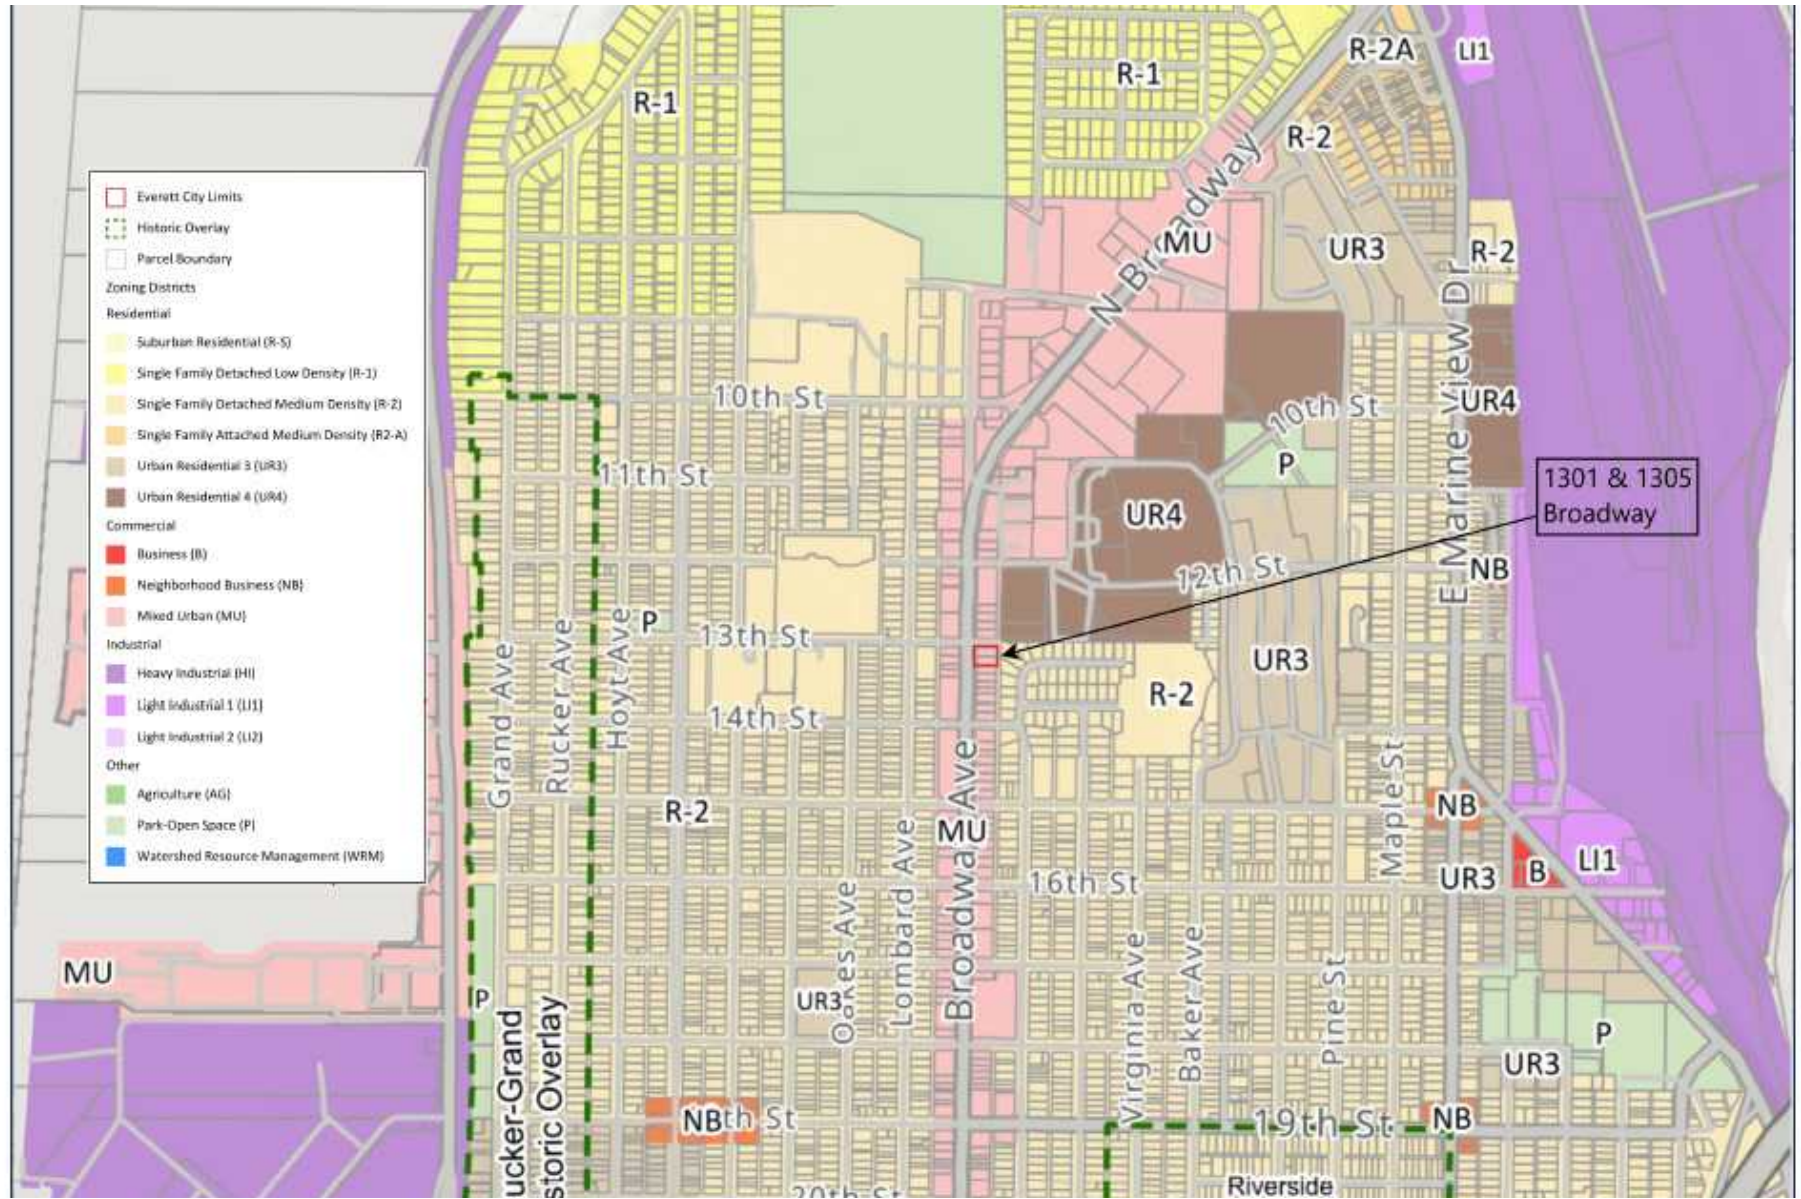 R-2A
LI1
R-1
R-1
R-2
N Broadway
MU
UR3
R-2
Everett City Limits
Historic Overlay
Parcel Boundary
Zoning Districts
Residential
Suburban Residential (R-S)
Single Family Detached Low Density (R-1)
Single Family Detached Medium Density (R-2)
Single Family Attached Medium Density (R2-A)
Urban Residential 3 (UR3)
Urban Residential 4 (UR4)
Commercial
Business (B)
Neighborhood Business (NB)
Mixed Urban (MU)
Industrial
Heavy Industrial (HI)
Light Industrial 1 (LI1)
Light Industrial 2 (LI2)
Other
Agriculture (AG)
Park-Open Space (P)
Watershed Resource Management (WRM)
E Marine View Dr
10th St
10th St
UR4
11th St
P
1301 & 1305
Broadway
UR4
12th St
NB
P
13th St
Grand Ave
Rucker Ave
Hoyt Ave
UR3
R-2
14th St
R-2
MU
Broadway Ave
Maple St
NB
16th St
UR3
B
LI1
Oakes Ave
Lombard Ave
Virginia Ave
Baker Ave
Pine St
MU
P
UR3
P
UR3
ucker-Grand
storic Overlay
NB
th St
19th St
NB
20th St
Riverside